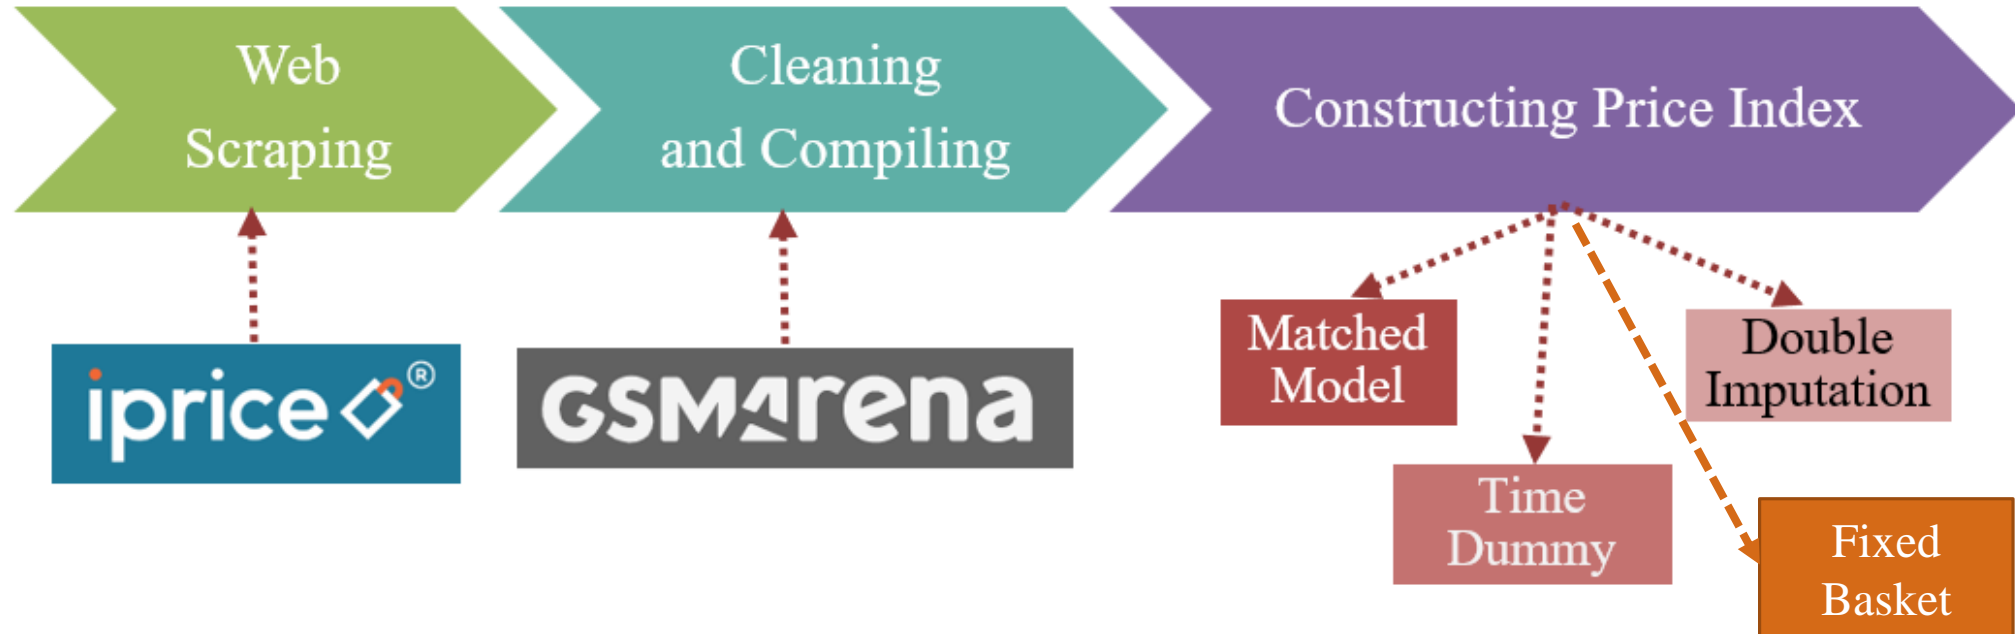 Web
Scraping
Cleaning
and Compiling
Constructing Price Index
iprice®
GSMArena
Matched
Model
Double
Imputation
Time
Dummy
Fixed
Basket